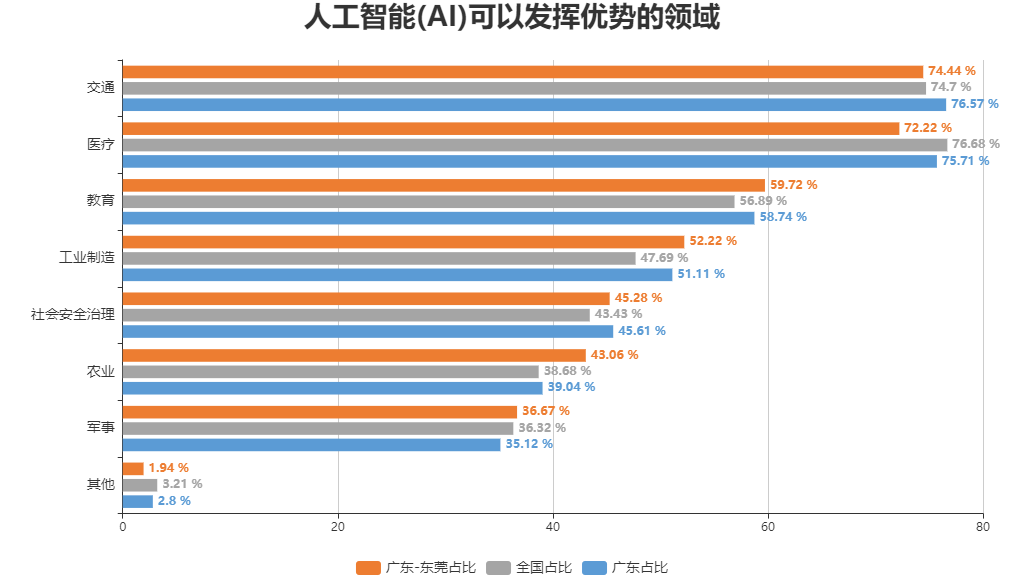 人工智能(AI)可以发挥优势的领域
交通
74.44 %
74.7 %
76.57 %
医疗
72.22 %
76.68 %
75.71 %
教育
59.72 %
56.89 %
58.74 %
工业制造
52.22 %
47.69 %
51.11 %
社会安全治理
45.28 %
43.43 %
45.61 %
农业
43.06 %
38.68 %
39.04 %
军事
36.67 %
36.32 %
35.12 %
其他
1.94 %
3.21 %
2.8 %
0 20 40 60 80
广东-东莞占比 全国占比 广东占比